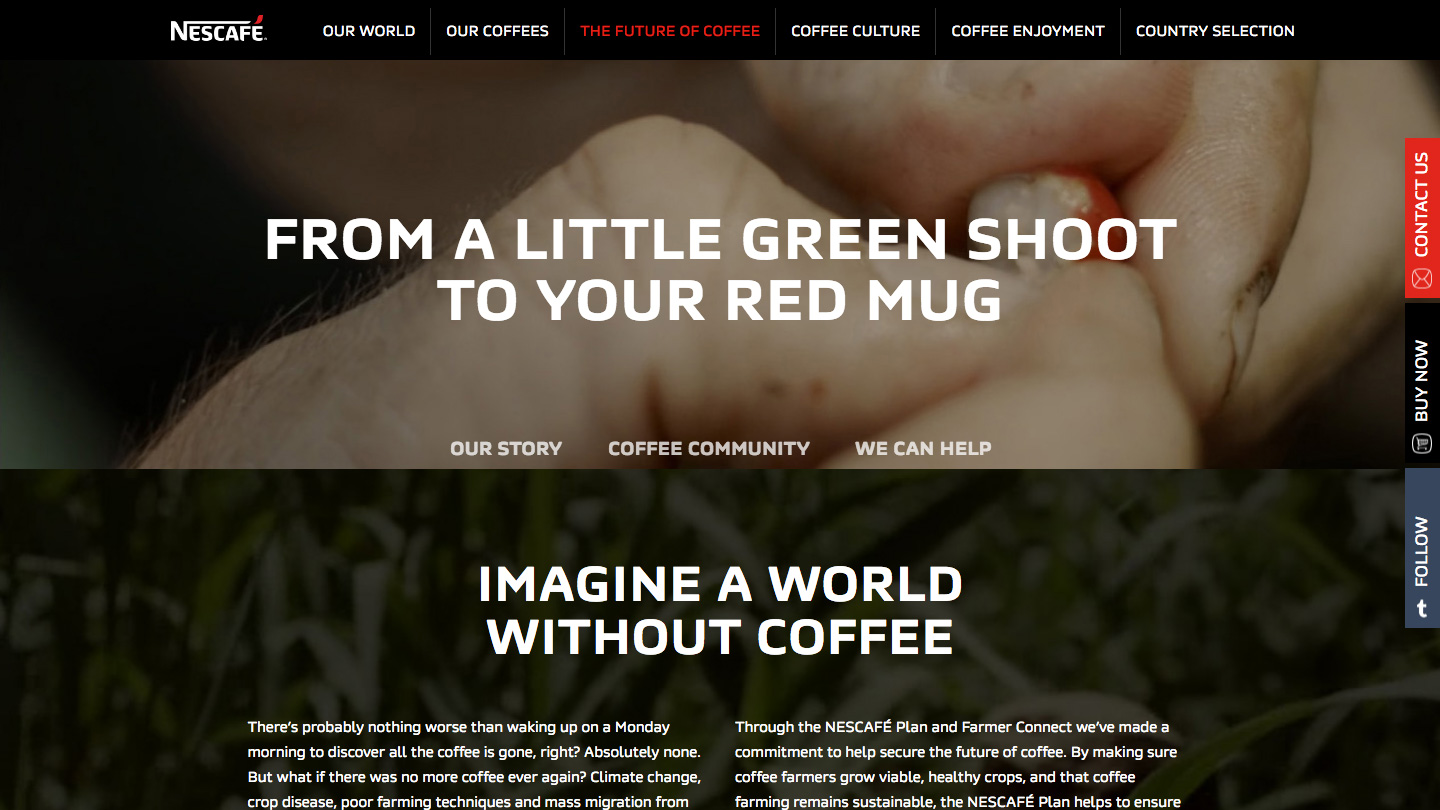 NESCAFÉ.
OUR WORLD
OUR COFFEES
THE FUTURE OF COFFEE
COFFEE CULTURE
COFFEE ENJOYMENT
COUNTRY SELECTION
FROM A LITTLE GREEN SHOOT
TO YOUR RED MUG
OUR STORY
COFFEE COMMUNITY
WE CAN HELP
CONTACT US
BUY NOW
t FOLLOW
IMAGINE A WORLD
WITHOUT COFFEE
There's probably nothing worse than waking up on a Monday
morning to discover all the coffee is gone, right? Absolutely none.
But what if there was no more coffee ever again? Climate change,
crop disease, poor farming techniques and mass migration from
Through the NESCAFÉ Plan and Farmer Connect we've made a
commitment to help secure the future of coffee. By making sure
coffee farmers grow viable, healthy crops, and that coffee
farming remains sustainable, the NESCAFÉ Plan helps to ensure